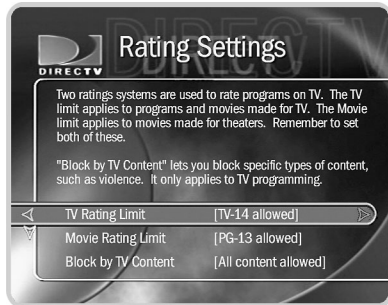 DIRECTV
Rating Settings
DIRECTV
Two ratings systems are used to rate programs on TV. The TV
limit applies to programs and movies made for TV. The Movie
limit applies to movies made for theaters. Remember to set
both of these.
"Block by TV Content" lets you block specific types of content,
such as violence. It only applies to TV programming.
TV Rating Limit [TV-14 allowed]
Movie Rating Limit [PG-13 allowed]
Block by TV Content [All content allowed]